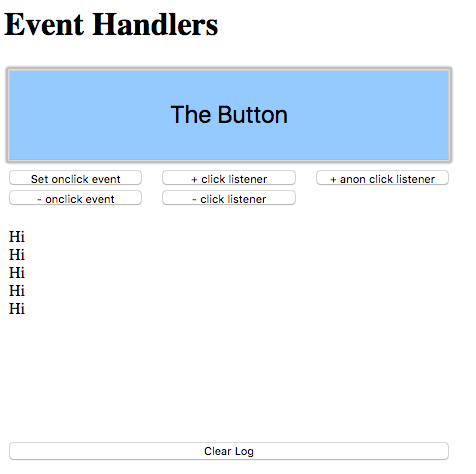 Event Handlers
The Button
Set onclick event + click listener + anon click listener
- onclick event - click listener
Hi
Hi
Hi
Hi
Hi
Clear Log